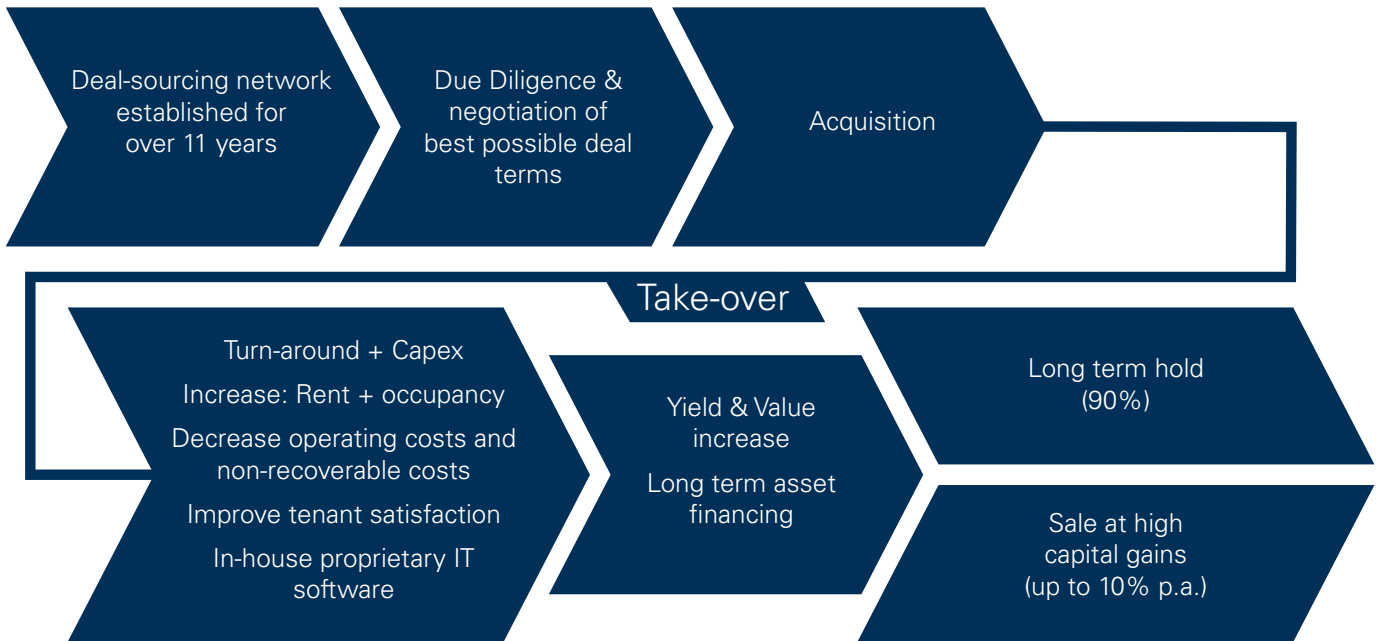 Deal-sourcing network
established for
over 11 years
Due Diligence &
negotiation of
best possible deal
terms
Acquisition
Take-over
Turn-around + Capex
Increase: Rent + occupancy
Decrease operating costs and
non-recoverable costs
Improve tenant satisfaction
In-house proprietary IT
software
Yield & Value
increase
Long term asset
financing
Long term hold
(90%)
Sale at high
capital gains
(up to 10% p.a.)